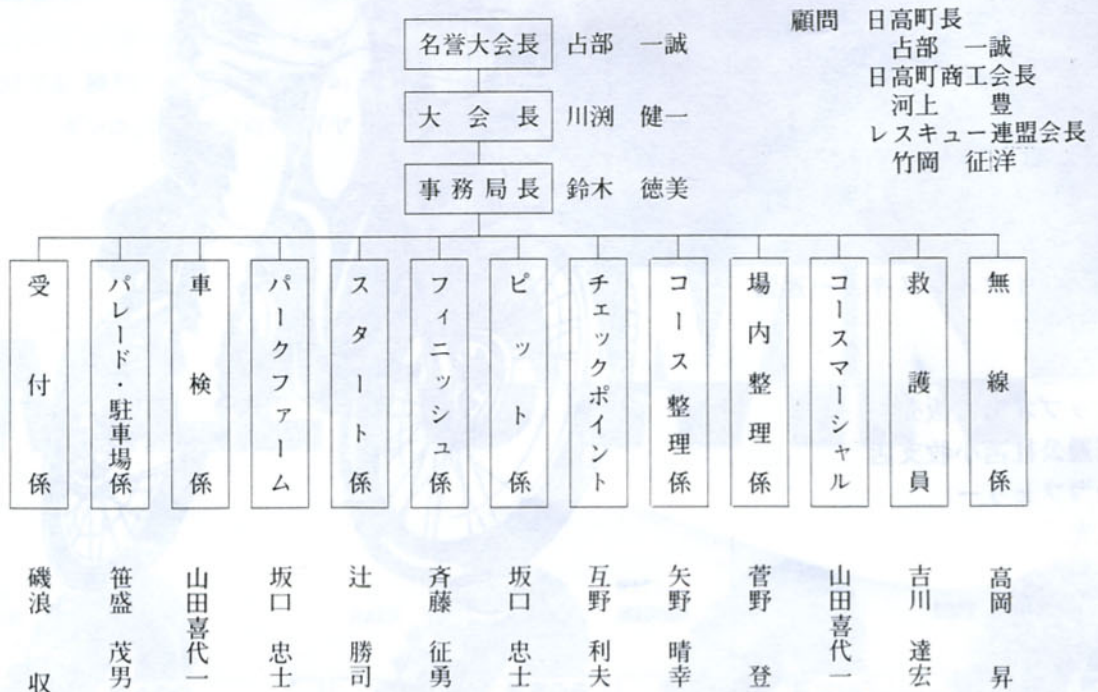 名誉大会長 占部 一誠
大会長 川渕 健一
事務局長 鈴木 徳美
顧問 日高町長
占部 一誠
日高町商工会長
河上 豊
レスキュー連盟会長
竹岡 征洋
受付係
パレード・駐車場係
車検係
パークファーム
スタート係
フィニッシュ係
ピット係
チェックポイント
コース整理係
場内整理係
コースマーシャル
救護員
無線係
磯浪 収
笹盛 茂男
山田喜代一
坂口 忠士
辻 勝司
斉藤 征勇
坂口 忠士
互野 利夫
矢野 晴幸
菅野 登
山田喜代一
吉川 達宏
高岡 昇